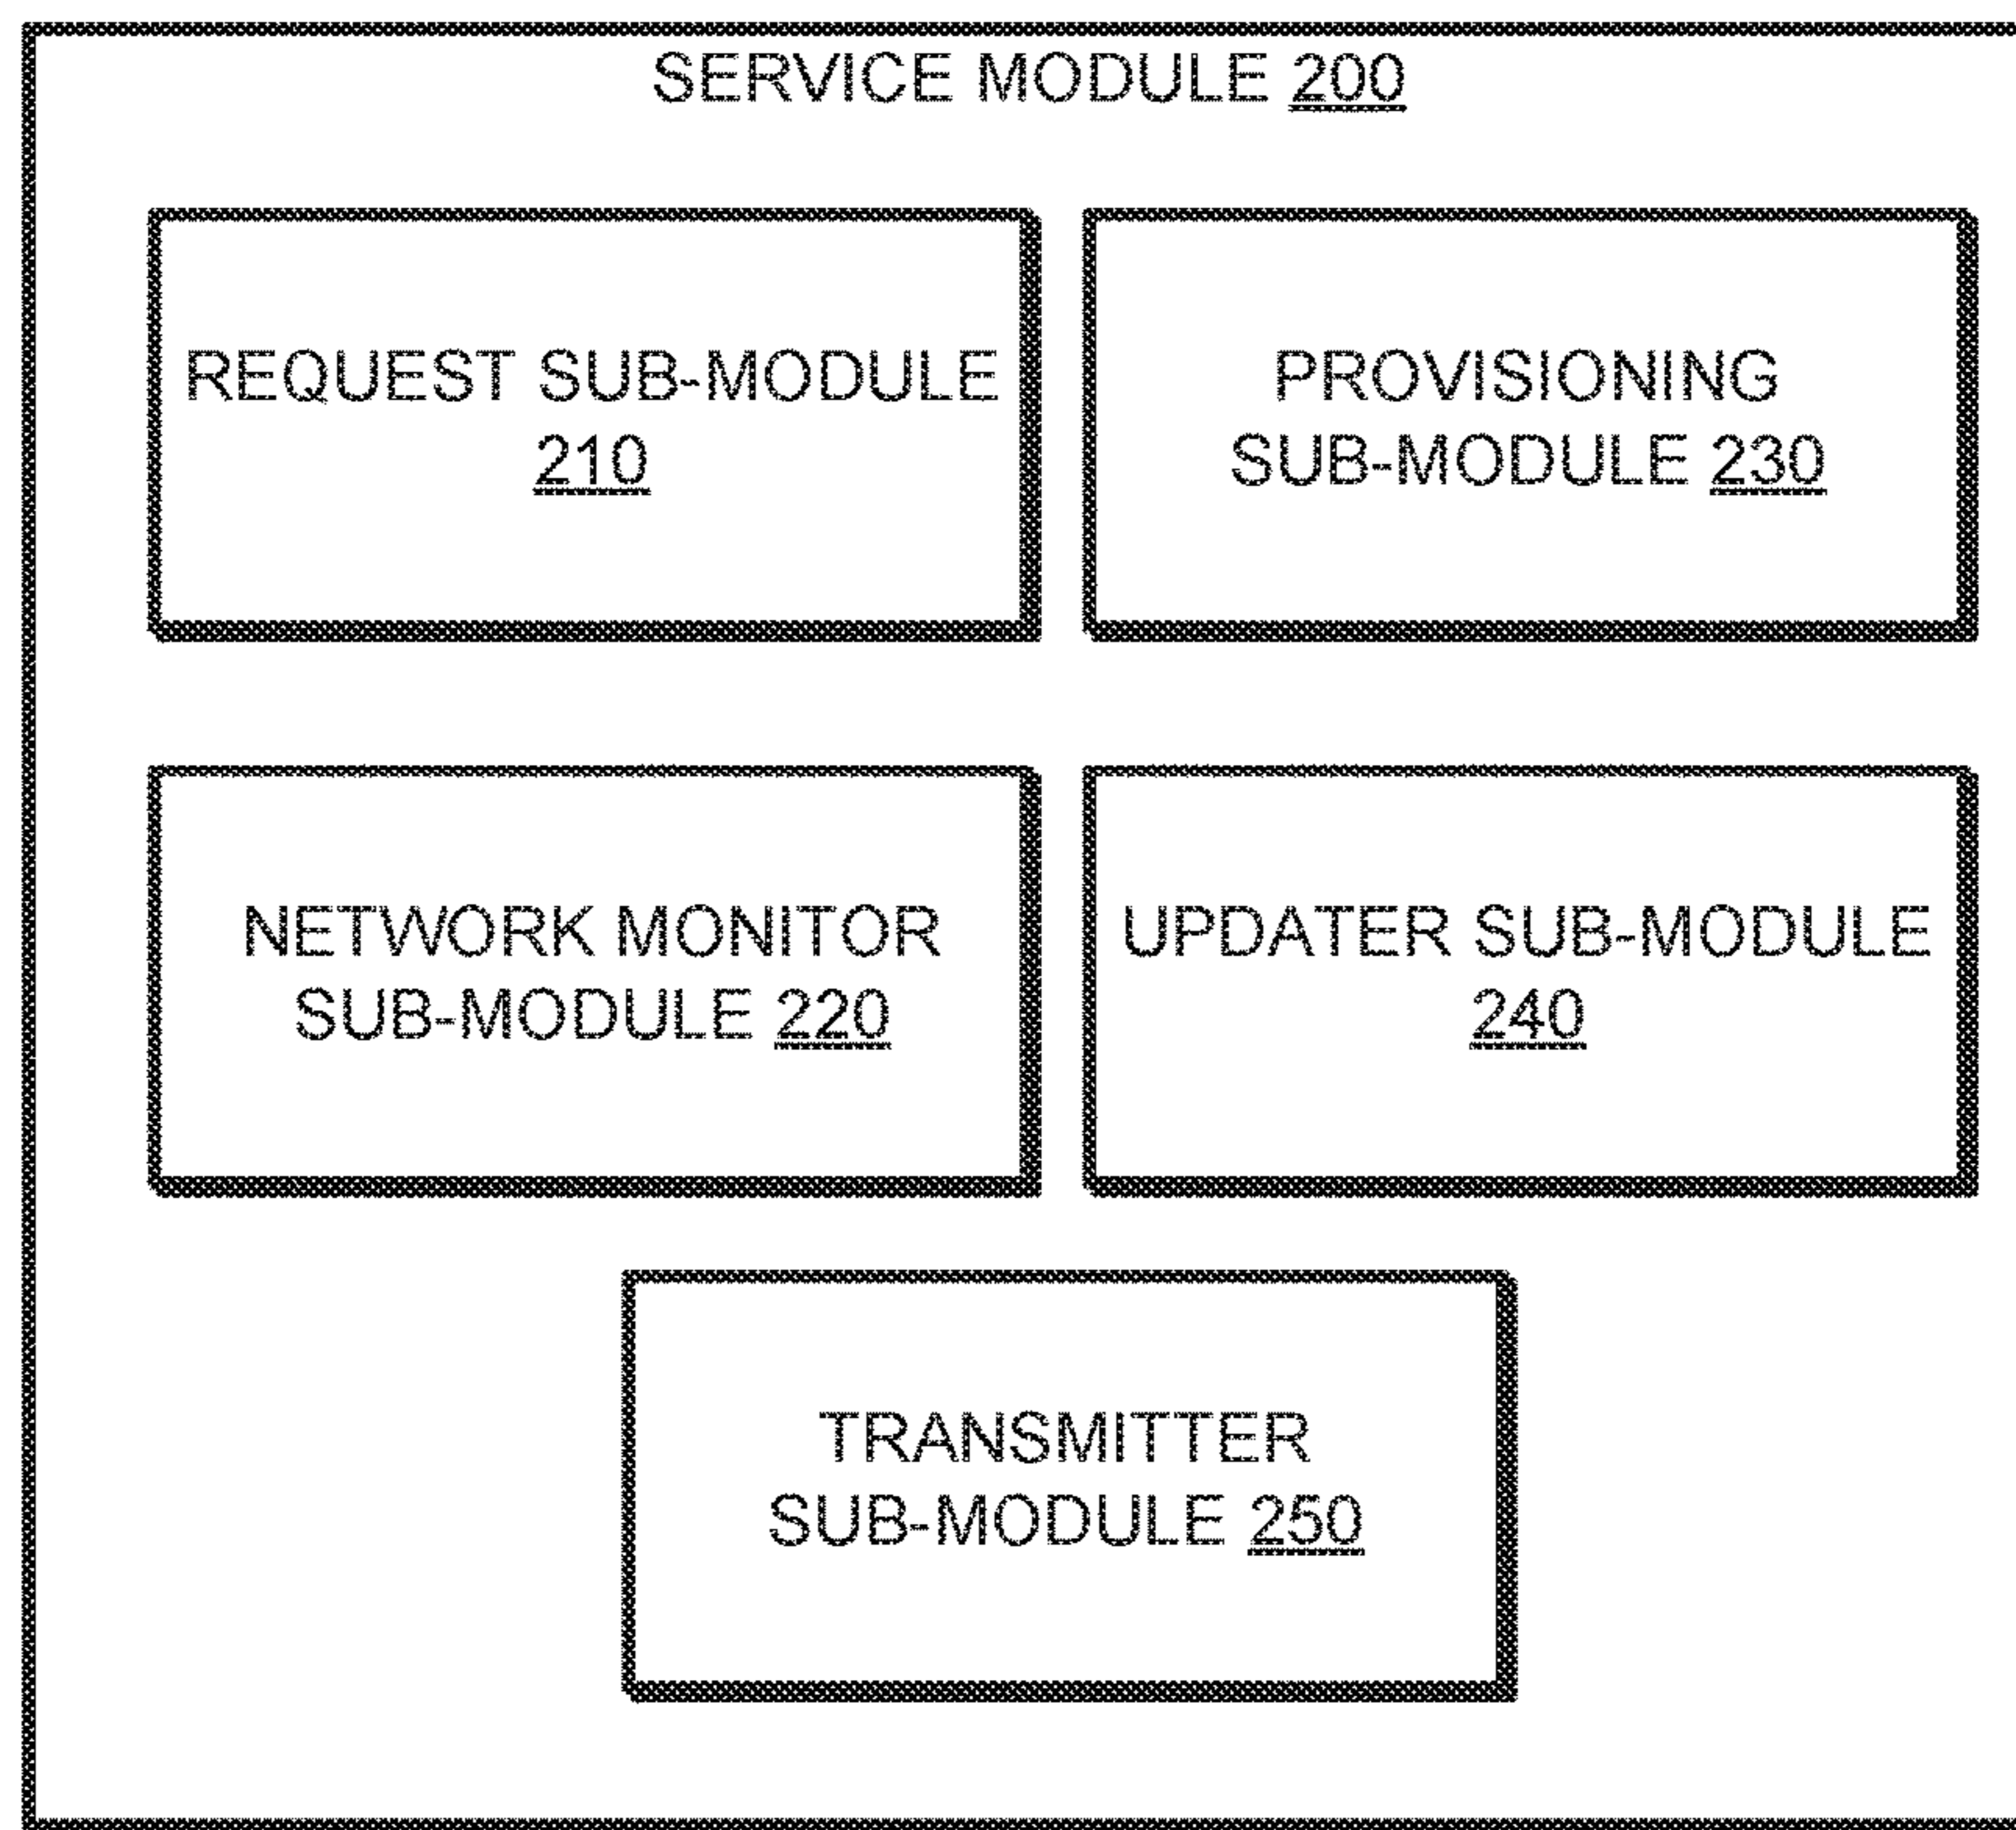 SERVICE MODULE 200
REQUEST SUB-MODULE
210
PROVISIONING
SUB-MODULE 230
NETWORK MONITOR
SUB-MODULE 220
UPDATER SUB-MODULE
240
TRANSMITTER
SUB-MODULE 250